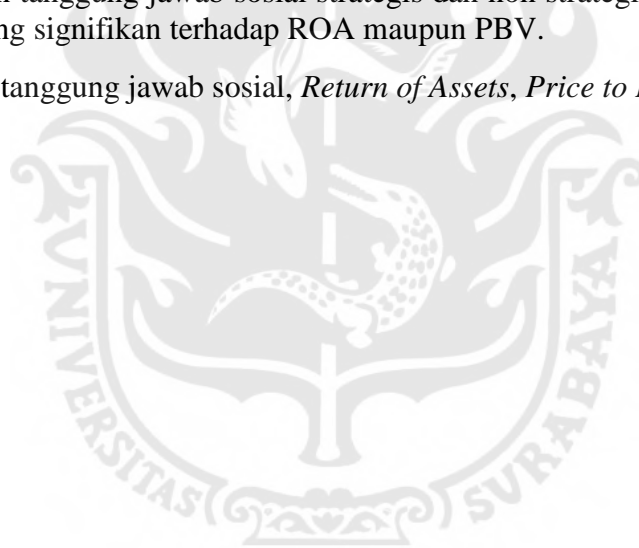 tanggung jawab sosial strategis dan non strategi
ng signifikan terhadap ROA maupun PBV.
tanggung jawab sosial, Return of Assets, Price to
UNIVERSITAS SURABAYA